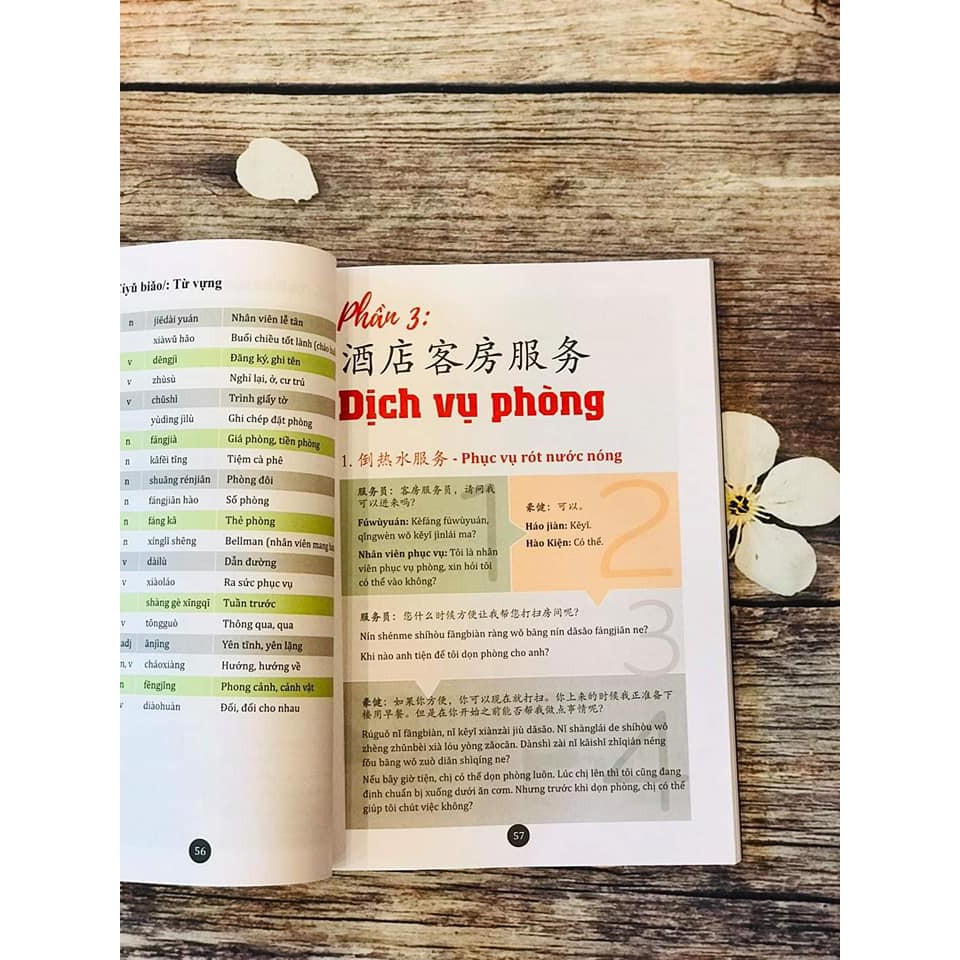 iyǔ biǎo/: Từ vựng
n jiēdài yuán Nhân viên lễ tân
xiàwǔ hǎo Buổi chiều tốt lành (chào
v dēngjì Đăng ký, ghi tên
v zhùsù Nghỉ lại, ở, cư trú
v chūshì Trình giấy tờ
yùdìng jìlù Ghi chép đặt phòng
n fángjià Giá phòng, tiền phòng
n kāfēi tīng Tiệm cà phê
n shuāng rénjiān Phòng đôi
n fángjiān hào Số phòng
n fáng kǎ Thẻ phòng
n xínglǐ shēng Bellman (nhân viên mang
v dàilù Dẫn đường
v xiàoláo Ra sức phục vụ
shàng gè xīngqī Tuần trước
v tōngguò Thông qua, qua
adj ānjìng Yên tĩnh, yên lặng
n, v cháoxiàng Hướng, hướng về
n fēngjǐng Phong cảnh, cảnh vật
v diàohuàn Đổi, đổi cho nhau
56
Phần 3:
酒店客房服务
Dịch vụ phòng
1. 倒热水服务 - Phục vụ rót nước nóng
1
服务员：客房服务员，请问我
可以进来吗？
Fúwùyuán: Kèfáng fúwùyuán,
qǐngwèn wǒ kěyǐ jìnlái ma?
Nhân viên phục vụ: Tôi là nhân
viên phục vụ phòng, xin hỏi tôi
có thể vào không?
2
豪健：可以。
Háo jiàn: Kěyǐ.
Hào Kiện: Có thể.
3
服务员：您什么时候方便让我帮您打扫房间呢？
Nín shénme shíhòu fāngbiàn ràng wǒ bāng nín dǎsǎo fángjiān ne?
Khi nào anh tiện để tôi dọn phòng cho anh?
4
豪健：如果你方便，你可以现在就打扫。你上来的时候我正准备下
楼用早餐。但是在你开始之前能否帮我做点事情呢？
Rúguǒ nǐ fāngbiàn, nǐ kěyǐ xiànzài jiù dǎsǎo. Nǐ shànglái de shíhòu wǒ
zhèng zhǔnbèi xià lóu yòng zǎocān. Dànshì zài nǐ kāishǐ zhīqián néng
fǒu bāng wǒ zuò diǎn shìqíng ne?
Nếu bây giờ tiện, chị có thể dọn phòng luôn. Lúc chị lên thì tôi cũng đang
định chuẩn bị xuống dưới ăn cơm. Nhưng trước khi dọn phòng, chị có thể
giúp tôi chút việc không?
57